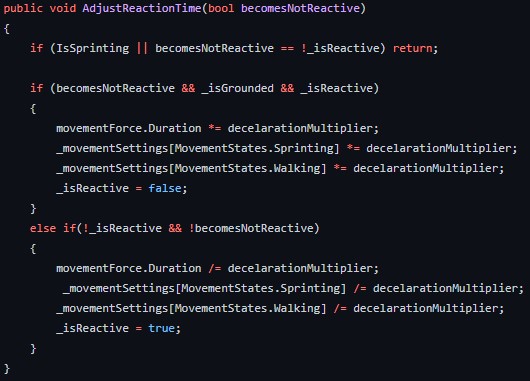 public void AdjustReactionTime(bool becomesNotReactive)
{
    if (IsSprinting || becomesNotReactive == !_isReactive) return;

    if (becomesNotReactive && _isGrounded && _isReactive)
    {
        movementForce.Duration *= decelarationMultiplier;
        _movementSettings[MovementStates.Sprinting] *= decelarationMultiplier;
        _movementSettings[MovementStates.Walking] *= decelarationMultiplier;
        _isReactive = false;
    }
    else if(!_isReactive && !becomesNotReactive)
    {
        movementForce.Duration /= decelarationMultiplier;
         _movementSettings[MovementStates.Sprinting] /= decelarationMultiplier;
        _movementSettings[MovementStates.Walking] /= decelarationMultiplier;
        _isReactive = true;
    }
}